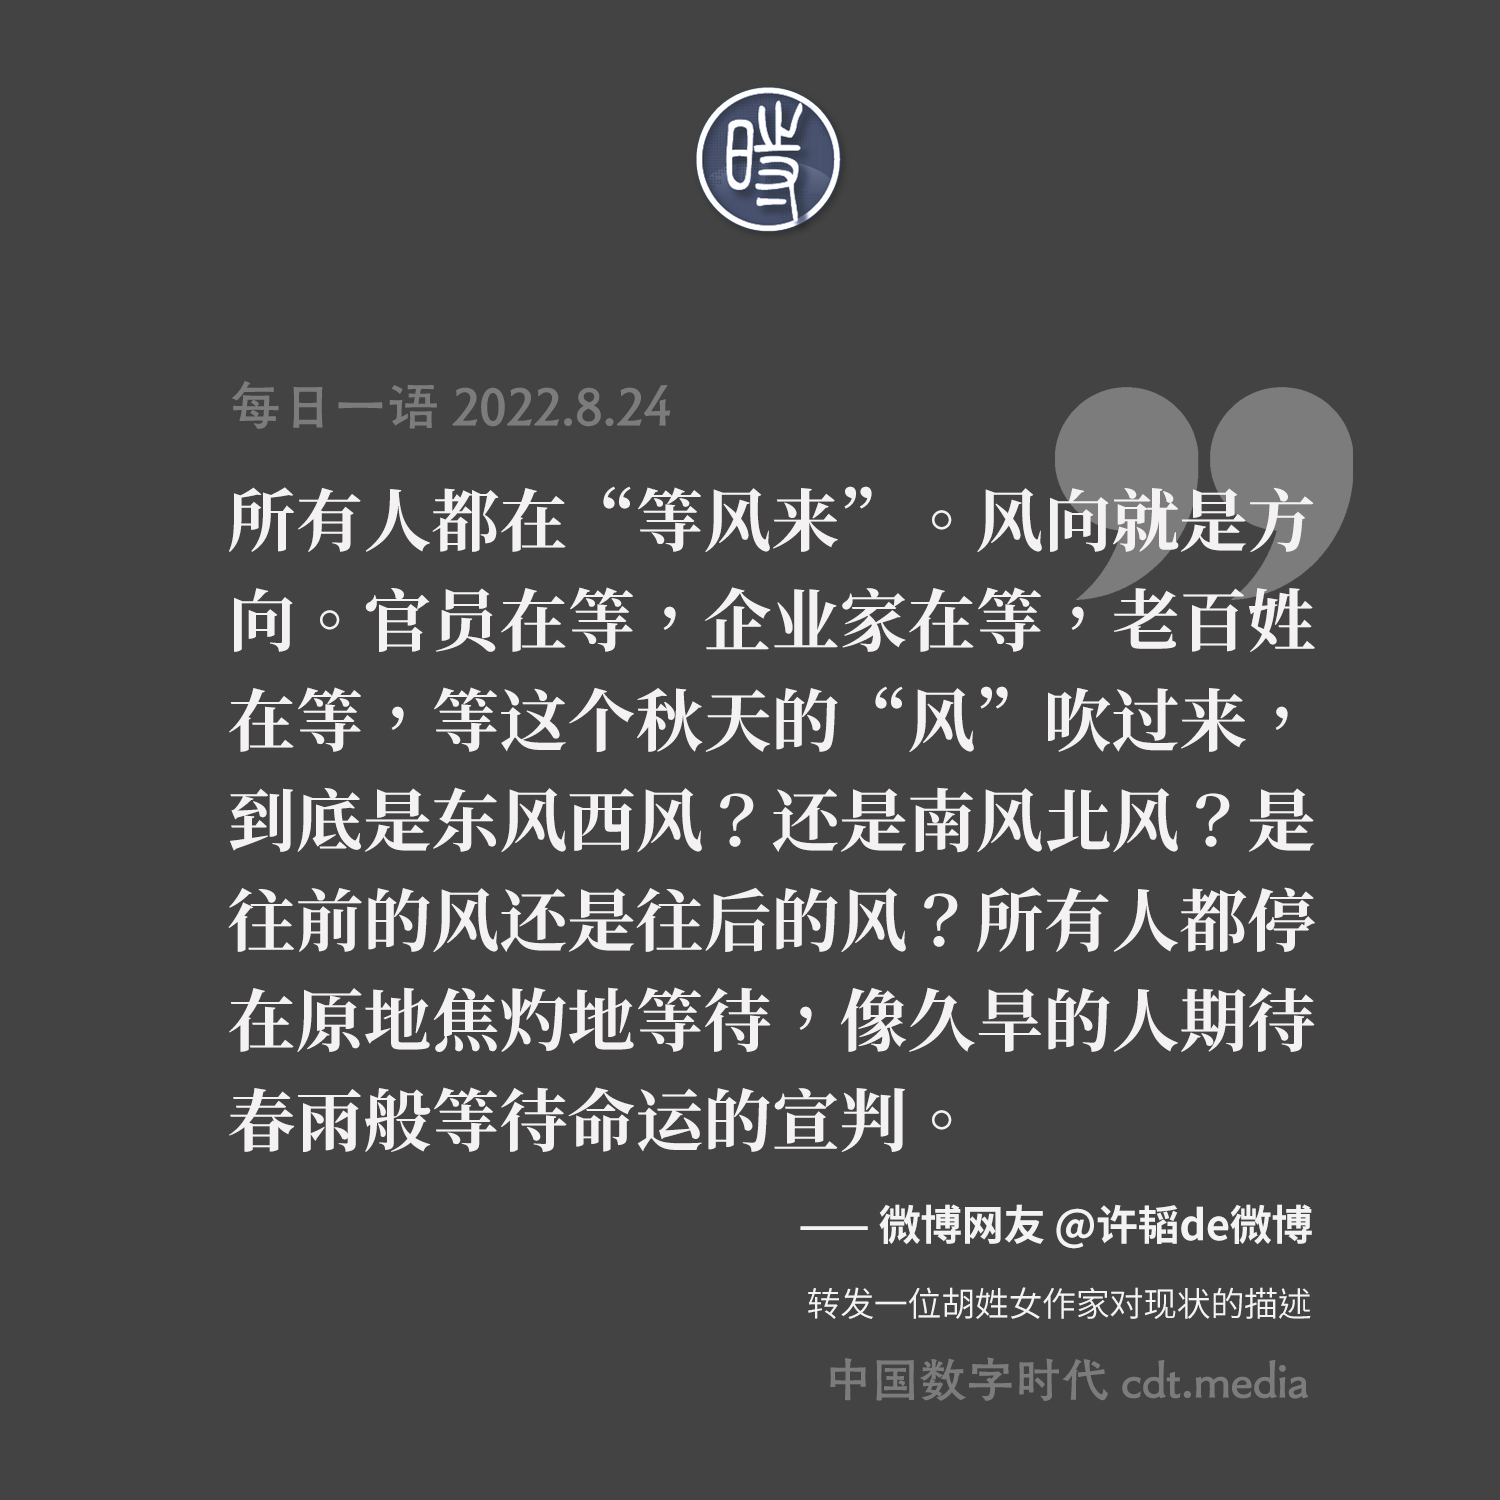 時
每日一语 2022.8.24
所有人都在“等风来”。风向就是方
向。官员在等，企业家在等，老百姓
在等，等这个秋天的“风”吹过来，
到底是东风西风？还是南风北风？是
往前的风还是往后的风？所有人都停
在原地焦灼地等待，像久旱的人期待
春雨般等待命运的宣判。
—— 微博网友 @许韬de微博
转发一位胡姓女作家对现状的描述
中国数字时代 cdt.media